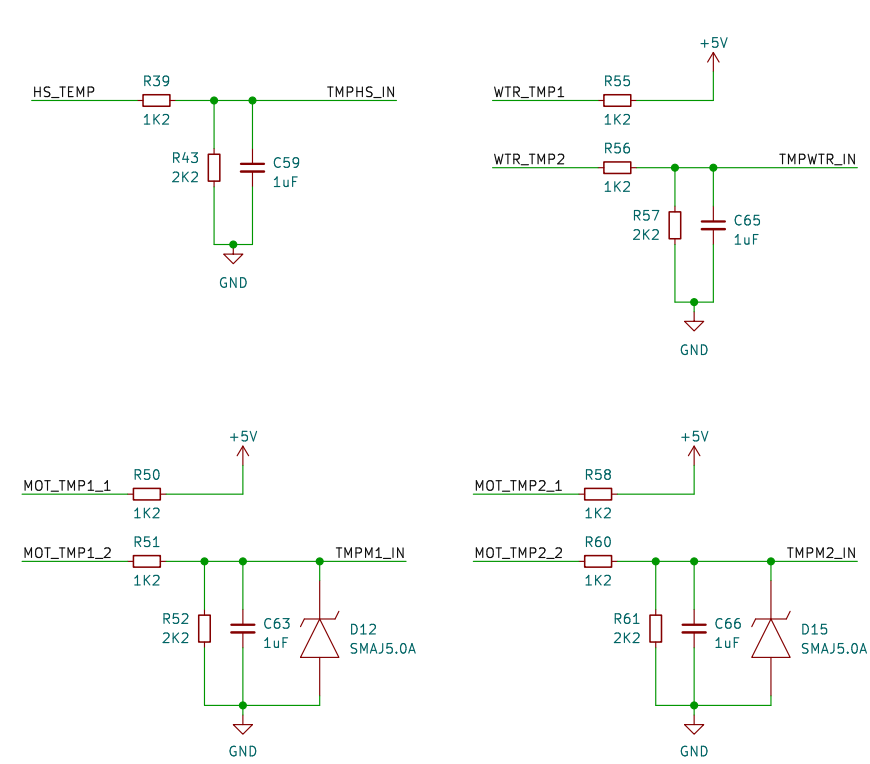 R39
HS_TEMP
TMPHS_IN
1K2
R43
2K2
C59
1uF
GND
+5V
R55
WTR_TMP1
1K2
R56
WTR_TMP2
TMPWTR_IN
1K2
R57
2K2
C65
1uF
GND
+5V
R50
MOT_TMP1_1
1K2
R51
MOT_TMP1_2
TMPM1_IN
1K2
R52
2K2
C63
1uF
D12
SMAJ5.0A
GND
+5V
R58
MOT_TMP2_1
1K2
R60
MOT_TMP2_2
TMPM2_IN
1K2
R61
2K2
C66
1uF
D15
SMAJ5.0A
GND